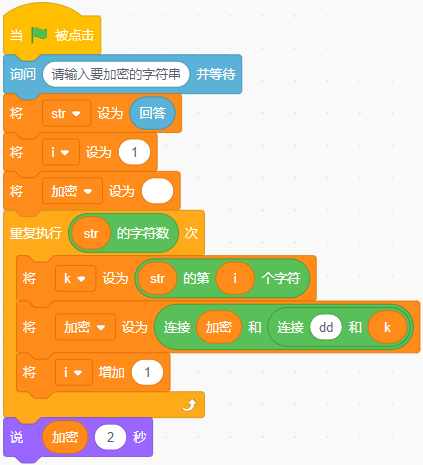 当 被点击
询问 请输入要加密的字符串 并等待
将 str 设为 回答
将 i 设为 1
将 加密 设为
重复执行 str 的字符数 次
将 k 设为 str 的第 i 个字符
将 加密 设为 连接 加密 和 连接 dd 和 k
将 i 增加 1
说 加密 2 秒